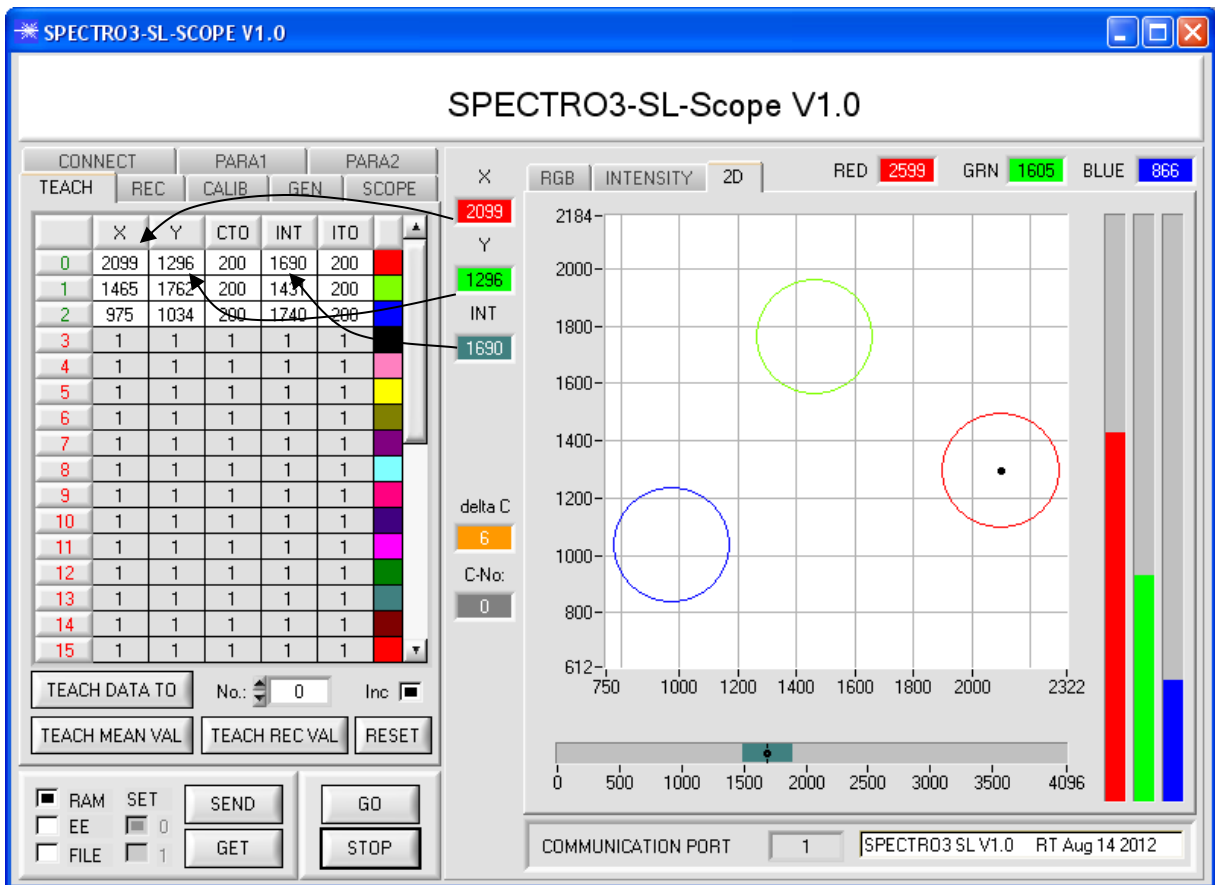 SPECTRO3-SL-SCOPE V1.0
SPECTRO3-SL-Scope V1.0
CONNECT PARA1 PARA2
TEACH REC CALIB GEN SCOPE
X Y CTO INT ITO
0 2099 1296 200 1690 200
1 1465 1762 200 1431 200
2 975 1034 200 1740 200
3 1 1 1 1 1
4 1 1 1 1 1
5 1 1 1 1 1
6 1 1 1 1 1
7 1 1 1 1 1
8 1 1 1 1 1
9 1 1 1 1 1
10 1 1 1 1 1
11 1 1 1 1 1
12 1 1 1 1 1
13 1 1 1 1 1
14 1 1 1 1 1
15 1 1 1 1 1
TEACH DATA TO No.: 0 Inc
TEACH MEAN VAL TEACH REC VAL RESET
RAM SET SEND GO
EE 0
FILE 1 GET STOP
X
2099
Y
1296
INT
1690
delta C
6
C-No:
0
RGB INTENSITY 2D RED 2599 GRN 1605 BLUE 866
2184
2000
1800
1600
1400
1200
1000
800
612
750 1000 1200 1400 1600 1800 2000 2322
0 500 1000 1500 2000 2500 3000 3500 4096
COMMUNICATION PORT 1 SPECTRO3 SL V1.0 RT Aug 14 2012